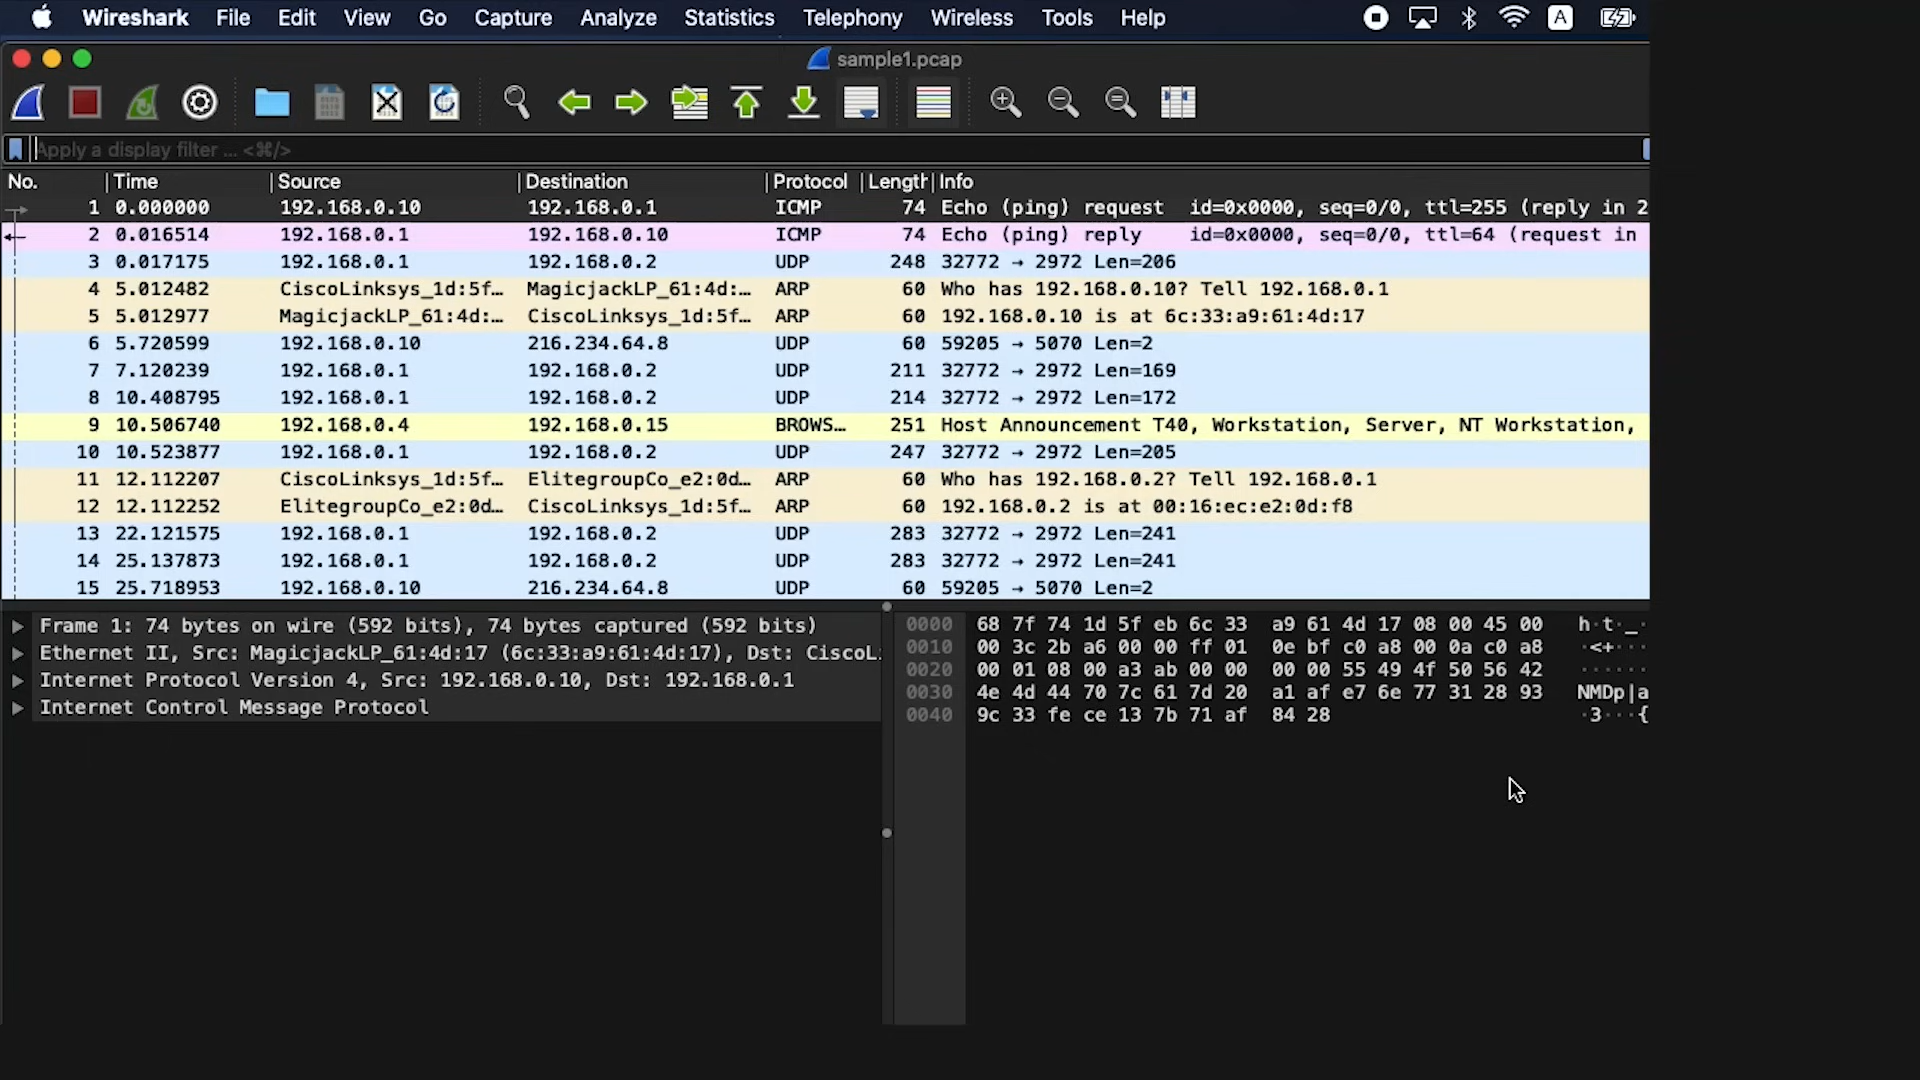 Wireshark File Edit View Go Capture Analyze Statistics Telephony Wireless Tools Help A
sample1.pcap
Apply a display filter ... <⌘/>
No. Time Source Destination Protocol Length Info
1 0.000000 192.168.0.10 192.168.0.1 ICMP 74 Echo (ping) request id=0x0000, seq=0/0, ttl=255 (reply in 2
2 0.016514 192.168.0.1 192.168.0.10 ICMP 74 Echo (ping) reply id=0x0000, seq=0/0, ttl=64 (request in
3 0.017175 192.168.0.1 192.168.0.2 UDP 248 32772 → 2972 Len=206
4 5.012482 CiscoLinksys_1d:5f… MagicjackLP_61:4d:… ARP 60 Who has 192.168.0.10? Tell 192.168.0.1
5 5.012977 MagicjackLP_61:4d:… CiscoLinksys_1d:5f… ARP 60 192.168.0.10 is at 6c:33:a9:61:4d:17
6 5.720599 192.168.0.10 216.234.64.8 UDP 60 59205 → 5070 Len=2
7 7.120239 192.168.0.1 192.168.0.2 UDP 211 32772 → 2972 Len=169
8 10.408795 192.168.0.1 192.168.0.2 UDP 214 32772 → 2972 Len=172
9 10.506740 192.168.0.4 192.168.0.15 BROWS… 251 Host Announcement T40, Workstation, Server, NT Workstation,
10 10.523877 192.168.0.1 192.168.0.2 UDP 247 32772 → 2972 Len=205
11 12.112207 CiscoLinksys_1d:5f… ElitegroupCo_e2:0d… ARP 60 Who has 192.168.0.2? Tell 192.168.0.1
12 12.112252 ElitegroupCo_e2:0d… CiscoLinksys_1d:5f… ARP 60 192.168.0.2 is at 00:16:ec:e2:0d:f8
13 22.121575 192.168.0.1 192.168.0.2 UDP 283 32772 → 2972 Len=241
14 25.137873 192.168.0.1 192.168.0.2 UDP 283 32772 → 2972 Len=241
15 25.718953 192.168.0.10 216.234.64.8 UDP 60 59205 → 5070 Len=2
Frame 1: 74 bytes on wire (592 bits), 74 bytes captured (592 bits)
Ethernet II, Src: MagicjackLP_61:4d:17 (6c:33:a9:61:4d:17), Dst: CiscoL
Internet Protocol Version 4, Src: 192.168.0.10, Dst: 192.168.0.1
Internet Control Message Protocol
0000 68 7f 74 1d 5f eb 6c 33 a9 61 4d 17 08 00 45 00 h·t·_·
0010 00 3c 2b a6 00 00 ff 01 0e bf c0 a8 00 0a c0 a8 ·<+···
0020 00 01 08 00 a3 ab 00 00 00 00 55 49 4f 50 56 42 ······
0030 4e 4d 44 70 7c 61 7d 20 a1 af e7 6e 77 31 28 93 NMDp|a
0040 9c 33 fe ce 13 7b 71 af 84 28 ·3···{